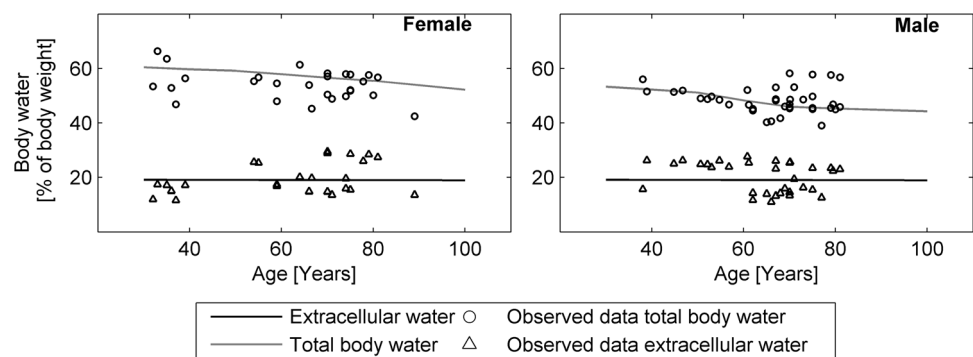 Female
Male
Body water
[% of body weight]
60
40
20
40
60
80
100
Age [Years]
60
40
20
40
60
80
100
Age [Years]
Extracellular water
Observed data total body water
Total body water
Observed data extracellular water